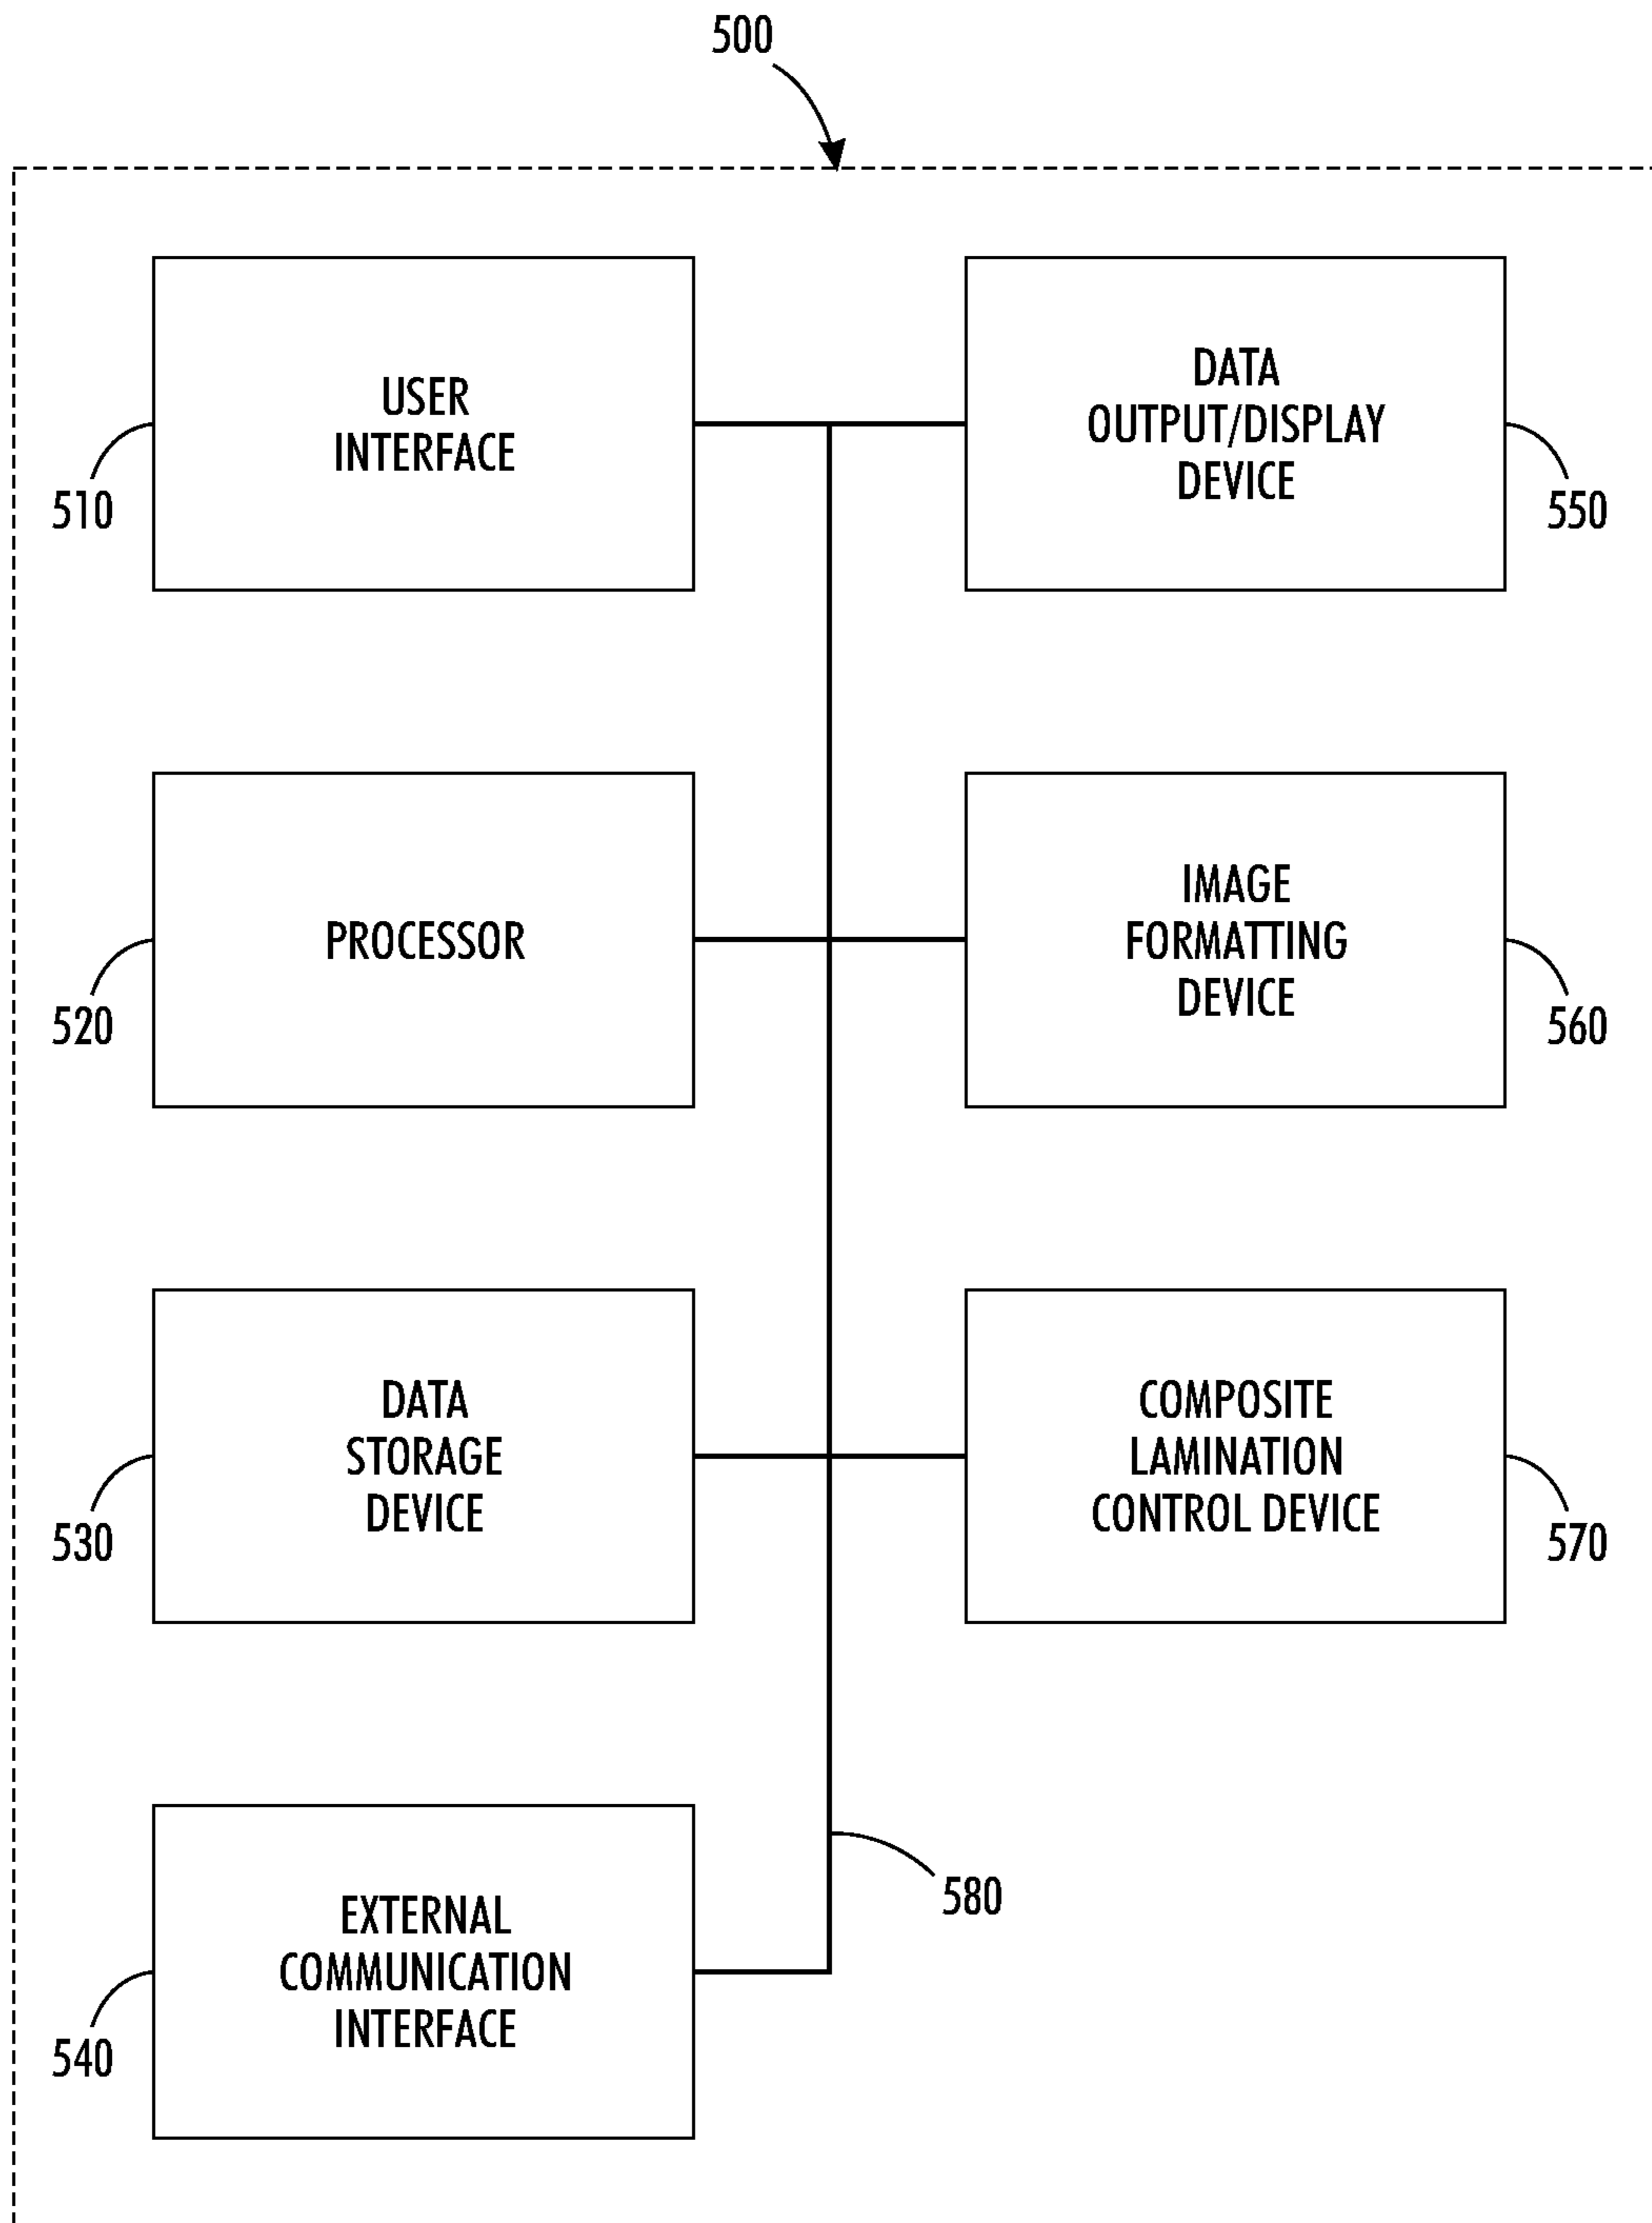 500
USER
INTERFACE
510
DATA
OUTPUT/DISPLAY
DEVICE
550
PROCESSOR
520
IMAGE
FORMATTING
DEVICE
560
DATA
STORAGE
DEVICE
530
COMPOSITE
LAMINATION
CONTROL DEVICE
570
EXTERNAL
COMMUNICATION
INTERFACE
540
580